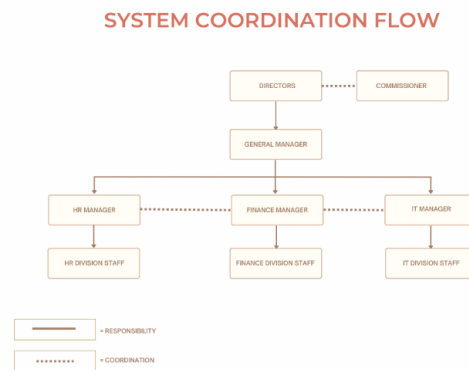 SYSTEM COORDINATION FLOW
DIRECTORS
COMMISSIONER
GENERAL MANAGER
HR MANAGER
FINANCE MANAGER
IT MANAGER
HR DIVISION STAFF
FINANCE DIVISION STAFF
IT DIVISION STAFF
= RESPONSIBILITY
= COORDINATION